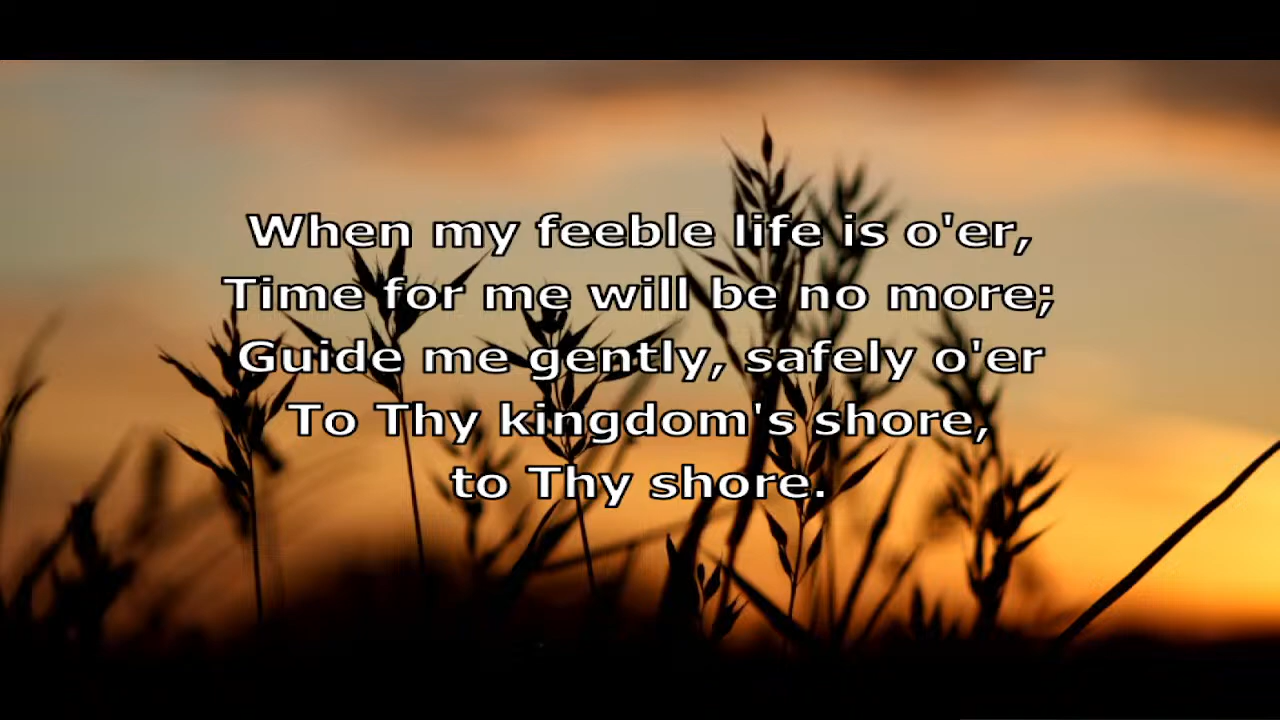 When my feeble life is o'er,
Time for me will be no more;
Guide me gently, safely o'er
To Thy kingdom's shore,
to Thy shore.